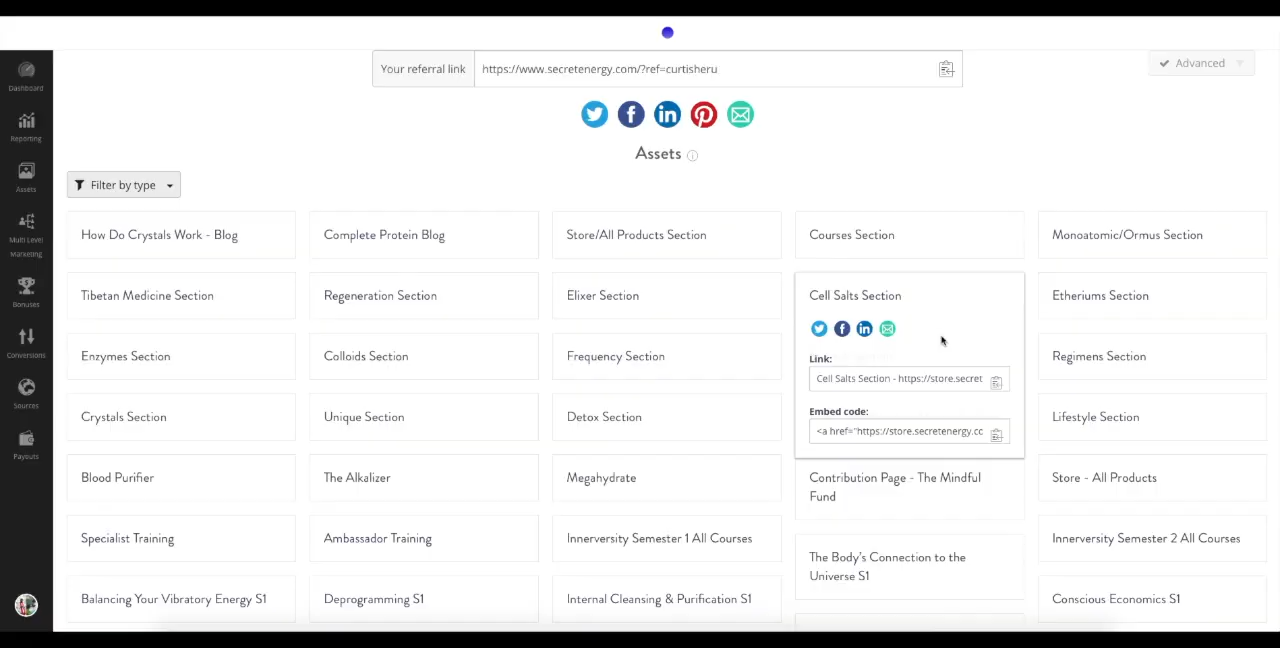 Your referral link
https://www.secretenergy.com/?ref=curtisheru
Advanced
Dashboard
Reporting
Assets
Multi Level
Marketing
Bonuses
Conversions
Sources
Payouts
Assets
Filter by type
How Do Crystals Work - Blog
Complete Protein Blog
Store/All Products Section
Courses Section
Monoatomic/Ormus Section
Tibetan Medicine Section
Regeneration Section
Elixer Section
Cell Salts Section
Link:
Cell Salts Section - https://store.secret
Embed code:
<a href="https://store.secretenergy.cc
Etheriums Section
Enzymes Section
Colloids Section
Frequency Section
Regimens Section
Crystals Section
Unique Section
Detox Section
Lifestyle Section
Blood Purifier
The Alkalizer
Megahydrate
Contribution Page - The Mindful
Fund
Store - All Products
Specialist Training
Ambassador Training
Innerversity Semester 1 All Courses
The Body's Connection to the
Universe S1
Innerversity Semester 2 All Courses
Balancing Your Vibratory Energy S1
Deprogramming S1
Internal Cleansing & Purification S1
Conscious Economics S1